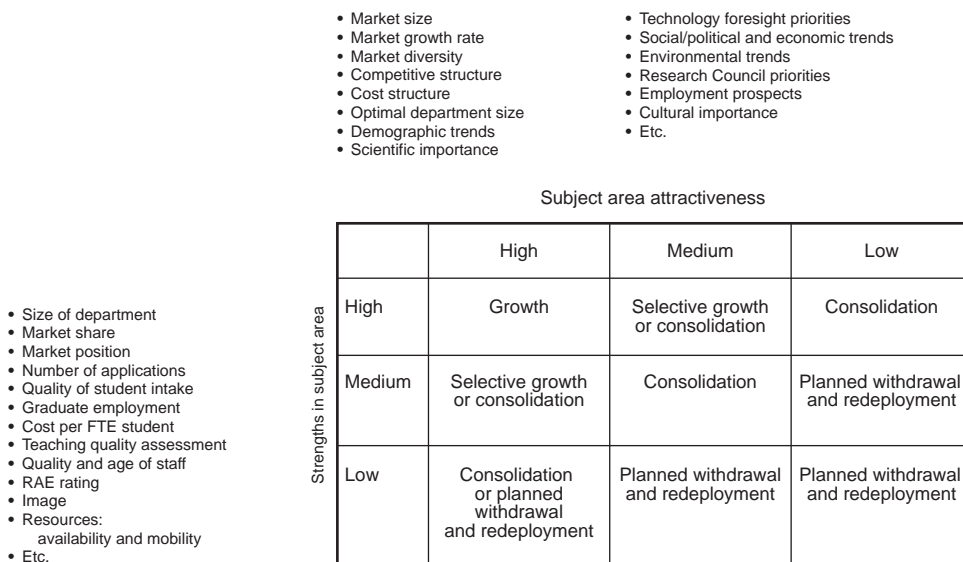 • Market size
• Market growth rate
• Market diversity
• Competitive structure
• Cost structure
• Optimal department size
• Demographic trends
• Scientific importance
• Technology foresight priorities
• Social/political and economic trends
• Environmental trends
• Research Council priorities
• Employment prospects
• Cultural importance
• Etc.
Subject area attractiveness
High Medium Low
• Size of department
• Market share
• Market position
• Number of applications
• Quality of student intake
• Graduate employment
• Cost per FTE student
• Teaching quality assessment
• Quality and age of staff
• RAE rating
• Image
• Resources:
availability and mobility
• Etc.
Strengths in subject area
High
Growth
Selective growth
or consolidation
Consolidation
Medium
Selective growth
or consolidation
Consolidation
Planned withdrawal
and redeployment
Low
Consolidation
or planned
withdrawal
and redeployment
Planned withdrawal
and redeployment
Planned withdrawal
and redeployment